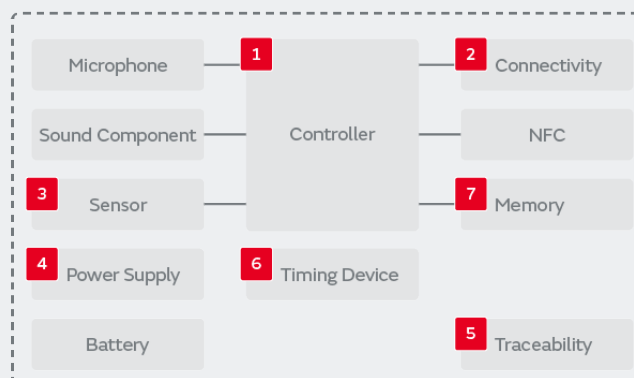 Microphone
1
2
Connectivity
Sound Component
Controller
NFC
3
Sensor
7
Memory
4
Power Supply
6
Timing Device
Battery
5
Traceability